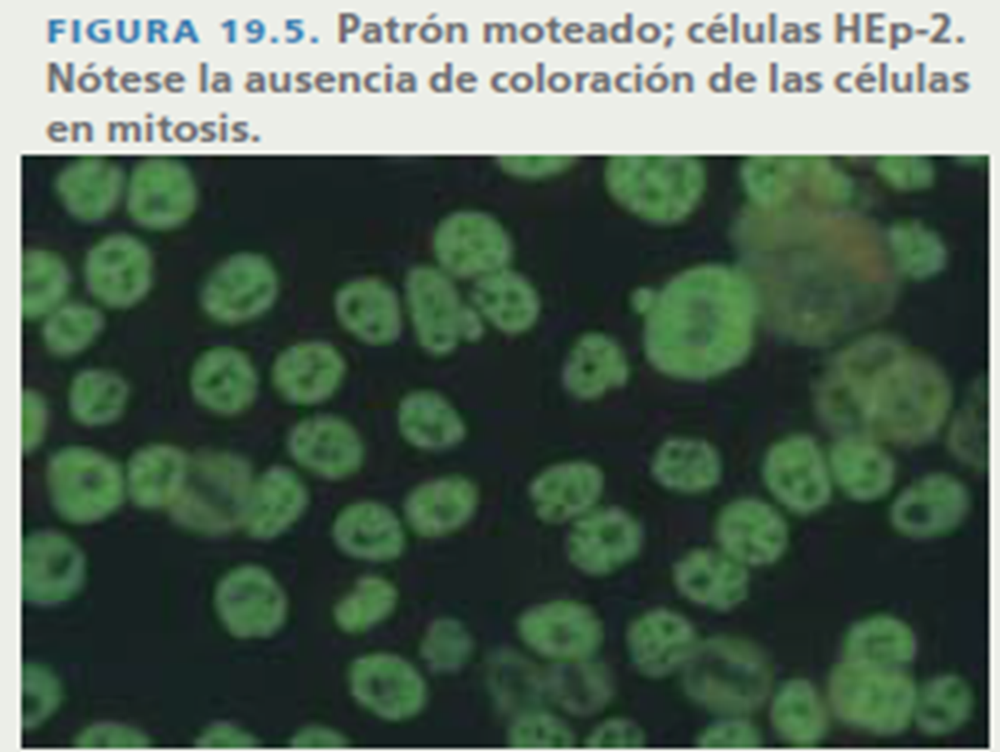 FIGURA 19.5. Patrón moteado; células HEp-2.
Nótese la ausencia de coloración de las células
en mitosis.